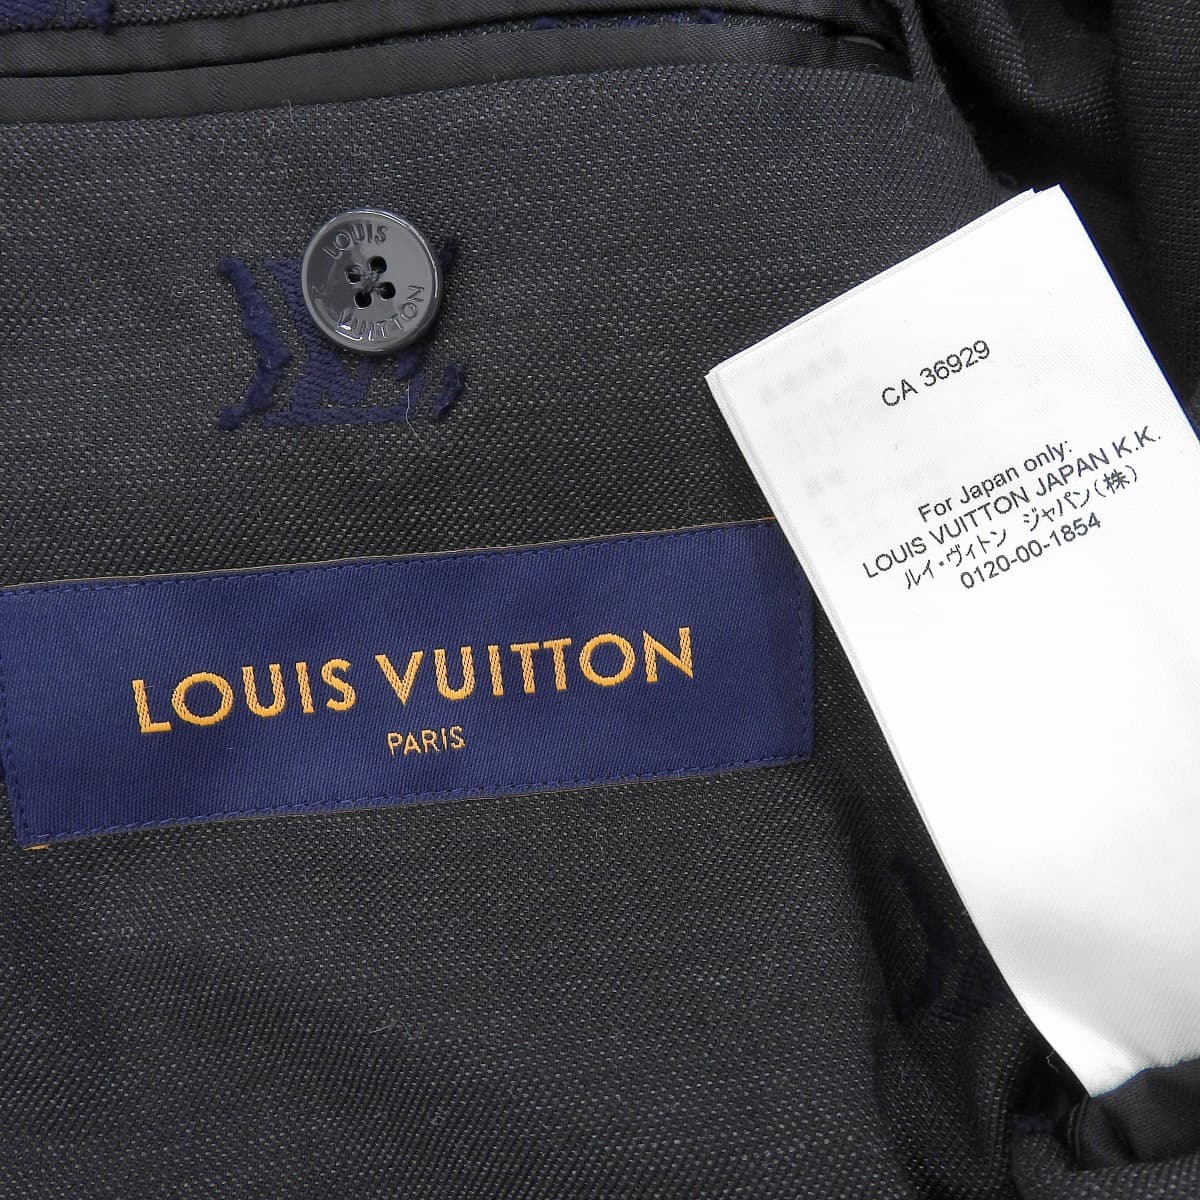 LOUIS
VUITTON
LOUIS VUITTON
PARIS
CA 36929
For Japan only:
LOUIS VUITTON JAPAN K.K.
ルイ・ヴィトン ジャパン(株)
0120-00-1854